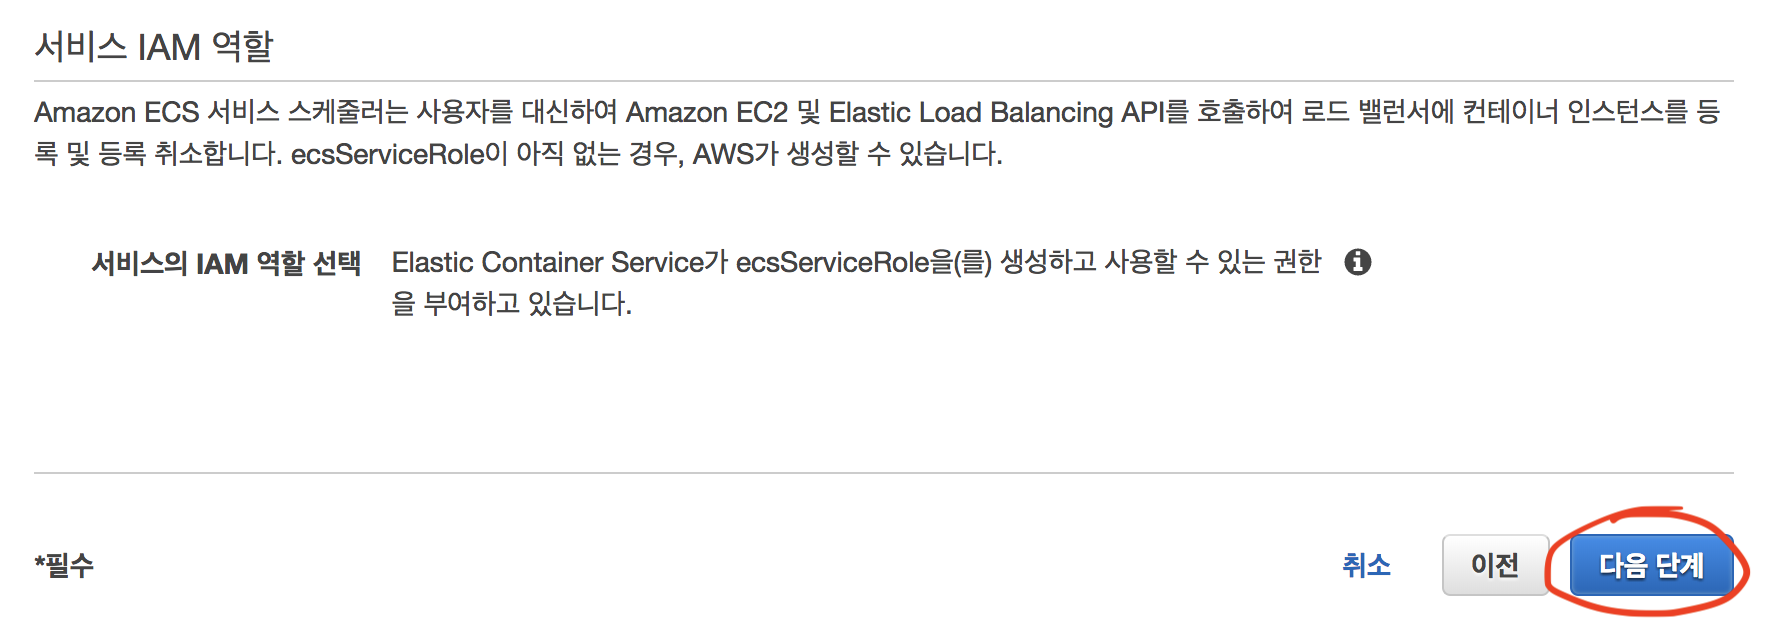 서비스 IAM 역할
Amazon ECS 서비스 스케줄러는 사용자를 대신하여 Amazon EC2 및 Elastic Load Balancing API를 호출하여 로드 밸런서에 컨테이너 인스턴스를 등
록 및 등록 취소합니다. ecsServiceRole이 아직 없는 경우, AWS가 생성할 수 있습니다.
서비스의 IAM 역할 선택 Elastic Container Service가 ecsServiceRole을(를) 생성하고 사용할 수 있는 권한
을 부여하고 있습니다.
*필수 취소 이전 다음 단계